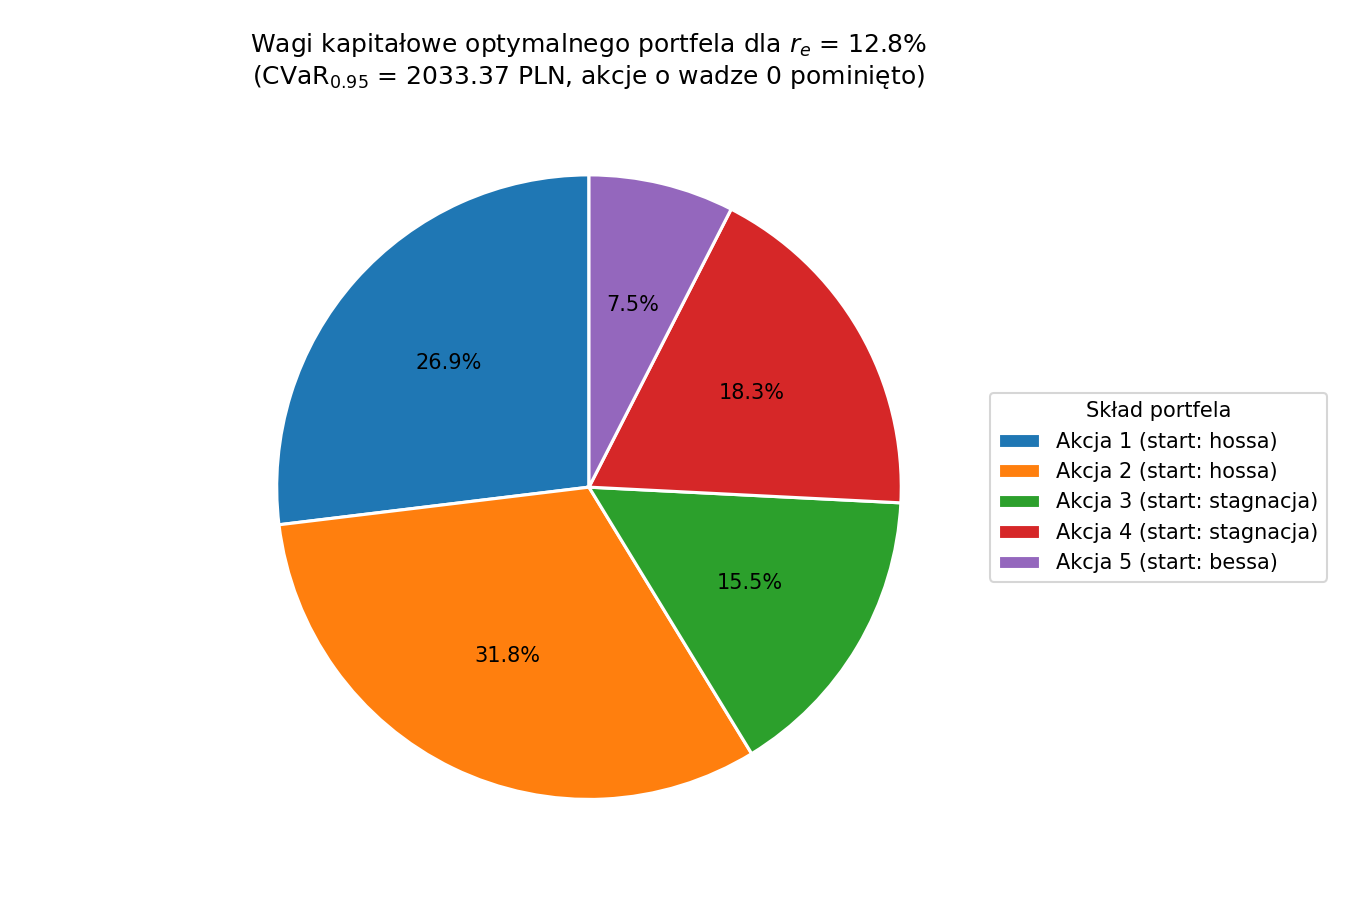 Wagi kapitałowe optymalnego portfela dla rₑ = 12.8%
(CVaR₀.₉₅ = 2033.37 PLN, akcje o wadze 0 pominięto)
7.5%
26.9%
18.3%
15.5%
31.8%
Skład portfela
Akcja 1 (start: hossa)
Akcja 2 (start: hossa)
Akcja 3 (start: stagnacja)
Akcja 4 (start: stagnacja)
Akcja 5 (start: bessa)